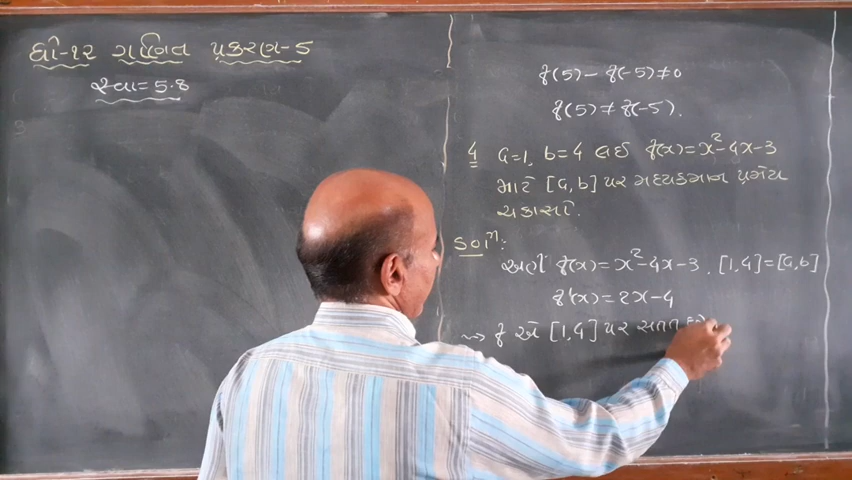 ધો-૧૨ ગણિત પ્રકરણ-5
સ્વા=5.8
f(5) - f(-5) ≠ 0
f(5) ≠ f(-5).
4 a=1, b=4 લઈ f(x)=x²-4x-3
માટે [a,b] પર મધ્યકમાન પ્રમેય
ચકાસો.
Solⁿ:
અહીં f(x)=x²-4x-3. [1,4]=[a,b]
f'(x)=2x-4
⇝ f એ [1,4] પર સતત